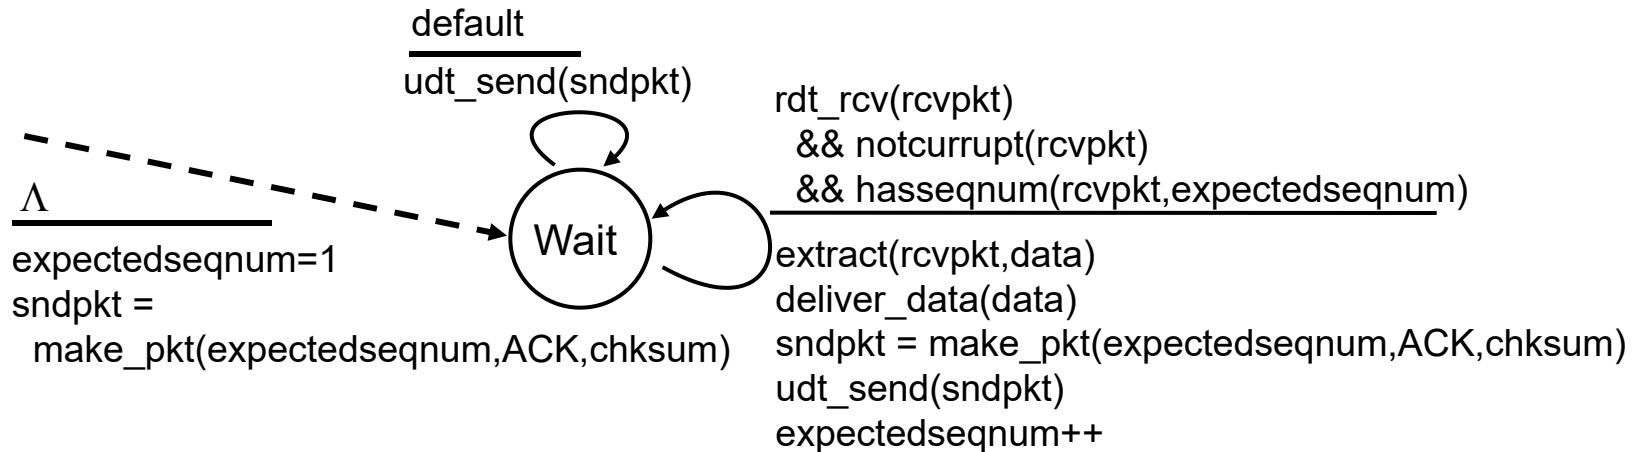 default
udt_send(sndpkt)
rdt_rcv(rcvpkt)
&& notcurrupt(rcvpkt)
&& hasseqnum(rcvpkt,expectedseqnum)
Λ
Wait
expectedseqnum=1
sndpkt =
make_pkt(expectedseqnum,ACK,chksum)
extract(rcvpkt,data)
deliver_data(data)
sndpkt = make_pkt(expectedseqnum,ACK,chksum)
udt_send(sndpkt)
expectedseqnum++